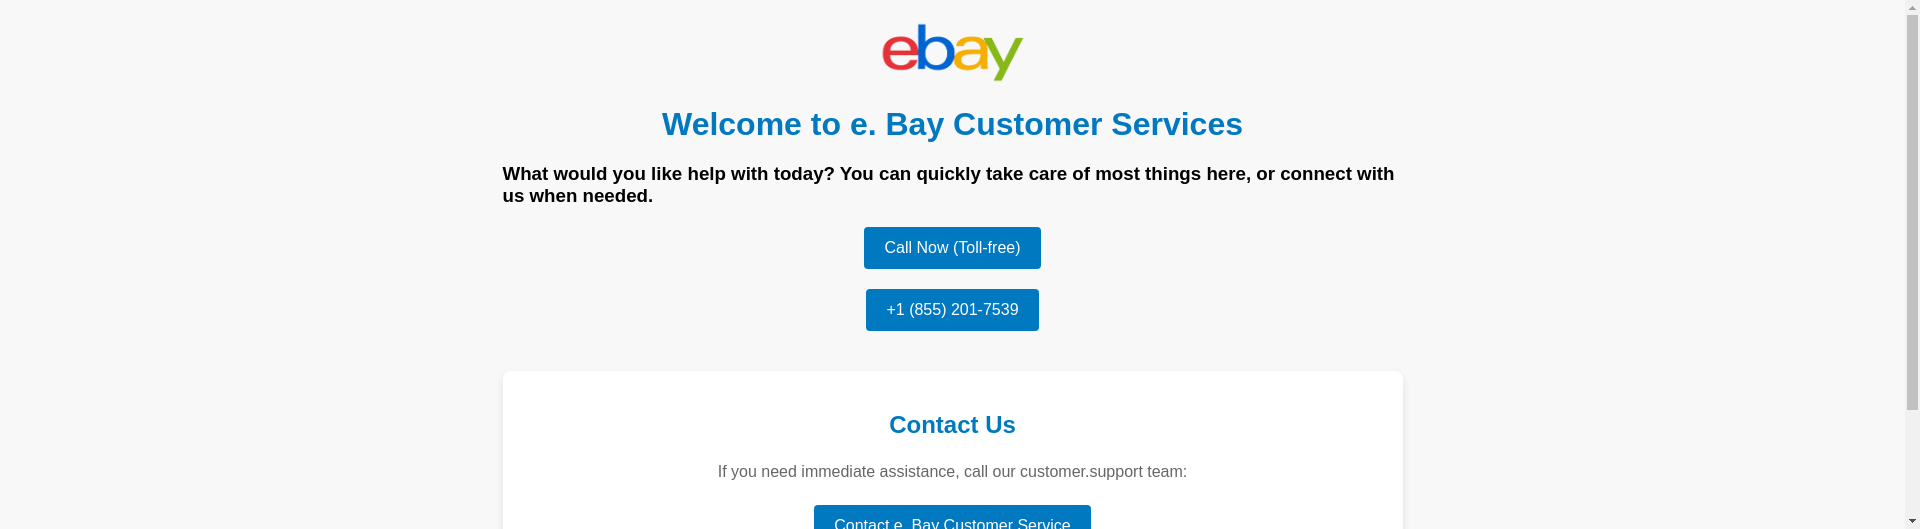 ebay
Welcome to e. Bay Customer Services
What would you like help with today? You can quickly take care of most things here, or connect with
us when needed.
Call Now (Toll-free)
+1 (855) 201-7539
Contact Us
If you need immediate assistance, call our customer.support team:
Contact e. Bay Customer Service